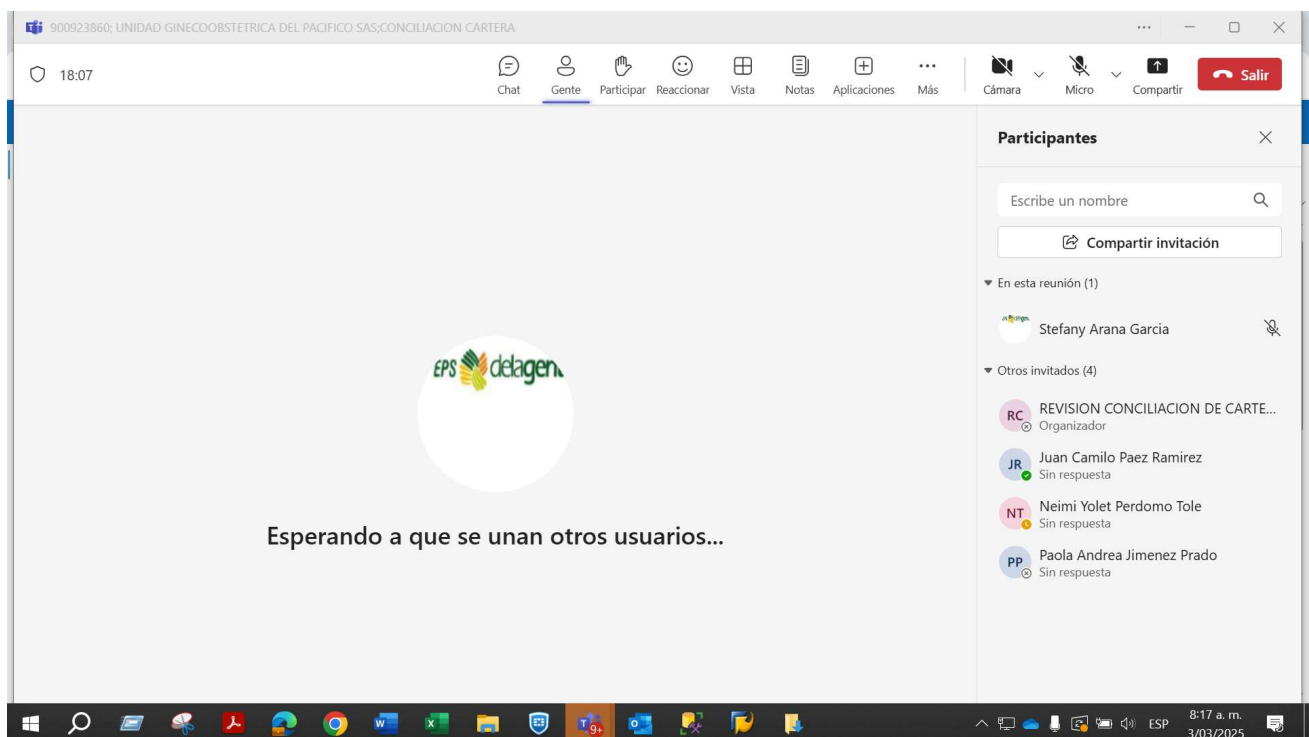 900923860; UNIDAD GINECOOBSTETRICA DEL PACIFICO SAS;CONCILIACION CARTERA
18:07
Chat
Gente
Participar
Reaccionar
Vista
Notas
Aplicaciones
Más
Cámara
Micro
Compartir
Salir
Participantes
Escribe un nombre
Compartir invitación
En esta reunión (1)
Stefany Arana Garcia
Otros invitados (4)
RC
REVISION CONCILIACION DE CARTE...
Organizador
JR
Juan Camilo Paez Ramirez
Sin respuesta
NT
Neimi Yolet Perdomo Tole
Sin respuesta
PP
Paola Andrea Jimenez Prado
Sin respuesta
EPS delagen
Esperando a que se unan otros usuarios...
9+
ESP
8:17 a. m.
3/03/2025